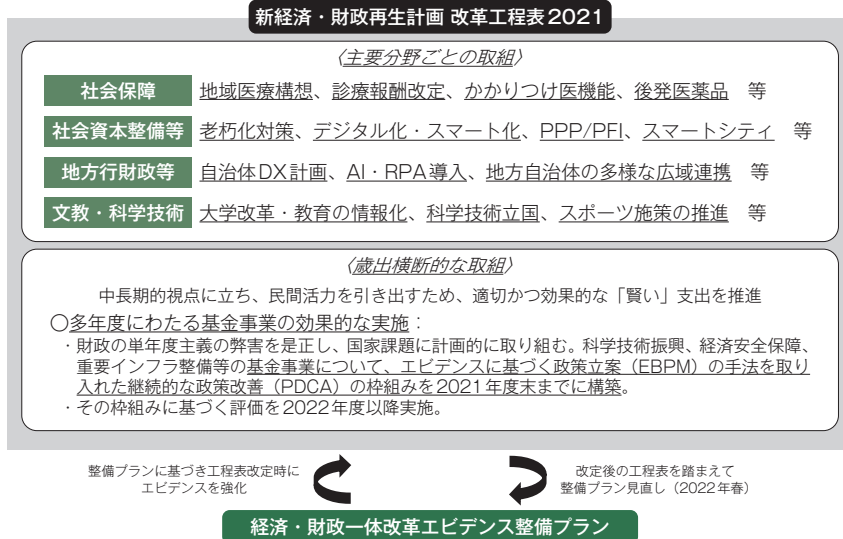 新経済・財政再生計画 改革工程表2021
〈主要分野ごとの取組〉
社会保障 地域医療構想、診療報酬改定、かかりつけ医機能、後発医薬品 等
社会資本整備等 老朽化対策、デジタル化・スマート化、PPP/PFI、スマートシティ 等
地方行財政等 自治体DX計画、AI・RPA導入、地方自治体の多様な広域連携 等
文教・科学技術 大学改革・教育の情報化、科学技術立国、スポーツ施策の推進 等
〈歳出横断的な取組〉
中長期的視点に立ち、民間活力を引き出すため、適切かつ効果的な「賢い」支出を推進
○多年度にわたる基金事業の効果的な実施：
・財政の単年度主義の弊害を是正し、国家課題に計画的に取り組む。科学技術振興、経済安全保障、
重要インフラ整備等の基金事業について、エビデンスに基づく政策立案（EBPM）の手法を取り
入れた継続的な政策改善（PDCA）の枠組みを2021年度末までに構築。
・その枠組みに基づく評価を2022年度以降実施。
整備プランに基づき工程表改定時に
エビデンスを強化
改定後の工程表を踏まえて
整備プラン見直し（2022年春）
経済・財政一体改革エビデンス整備プラン